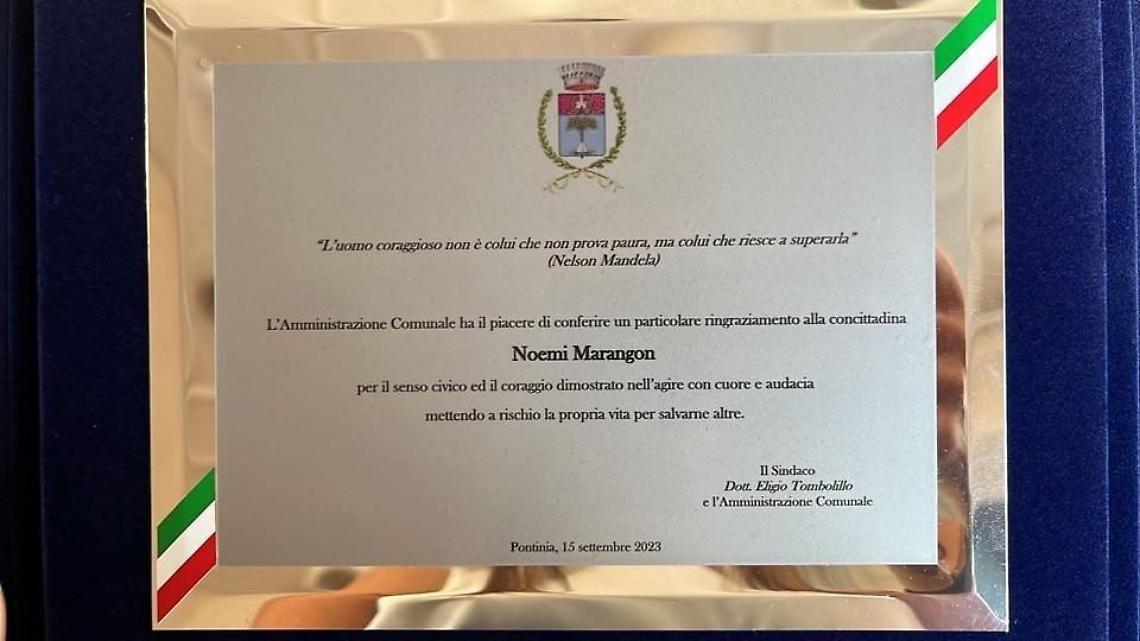 “L’uomo coraggioso non è colui che non prova paura, ma colui che riesce a superarla”
(Nelson Mandela)
L’Amministrazione Comunale ha il piacere di conferire un particolare ringraziamento alla concittadina
Noemi Marangon
per il senso civico ed il coraggio dimostrato nell’agire con cuore e audacia
mettendo a rischio la propria vita per salvarne altre.
Il Sindaco
Dott. Eligio Tombolillo
e l’Amministrazione Comunale
Pontinia, 15 settembre 2023